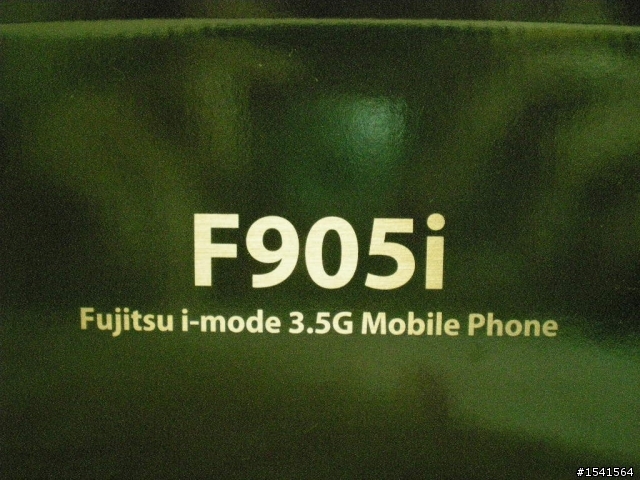 F905i
Fujitsu i-mode 3.5G Mobile Phone
#1541564